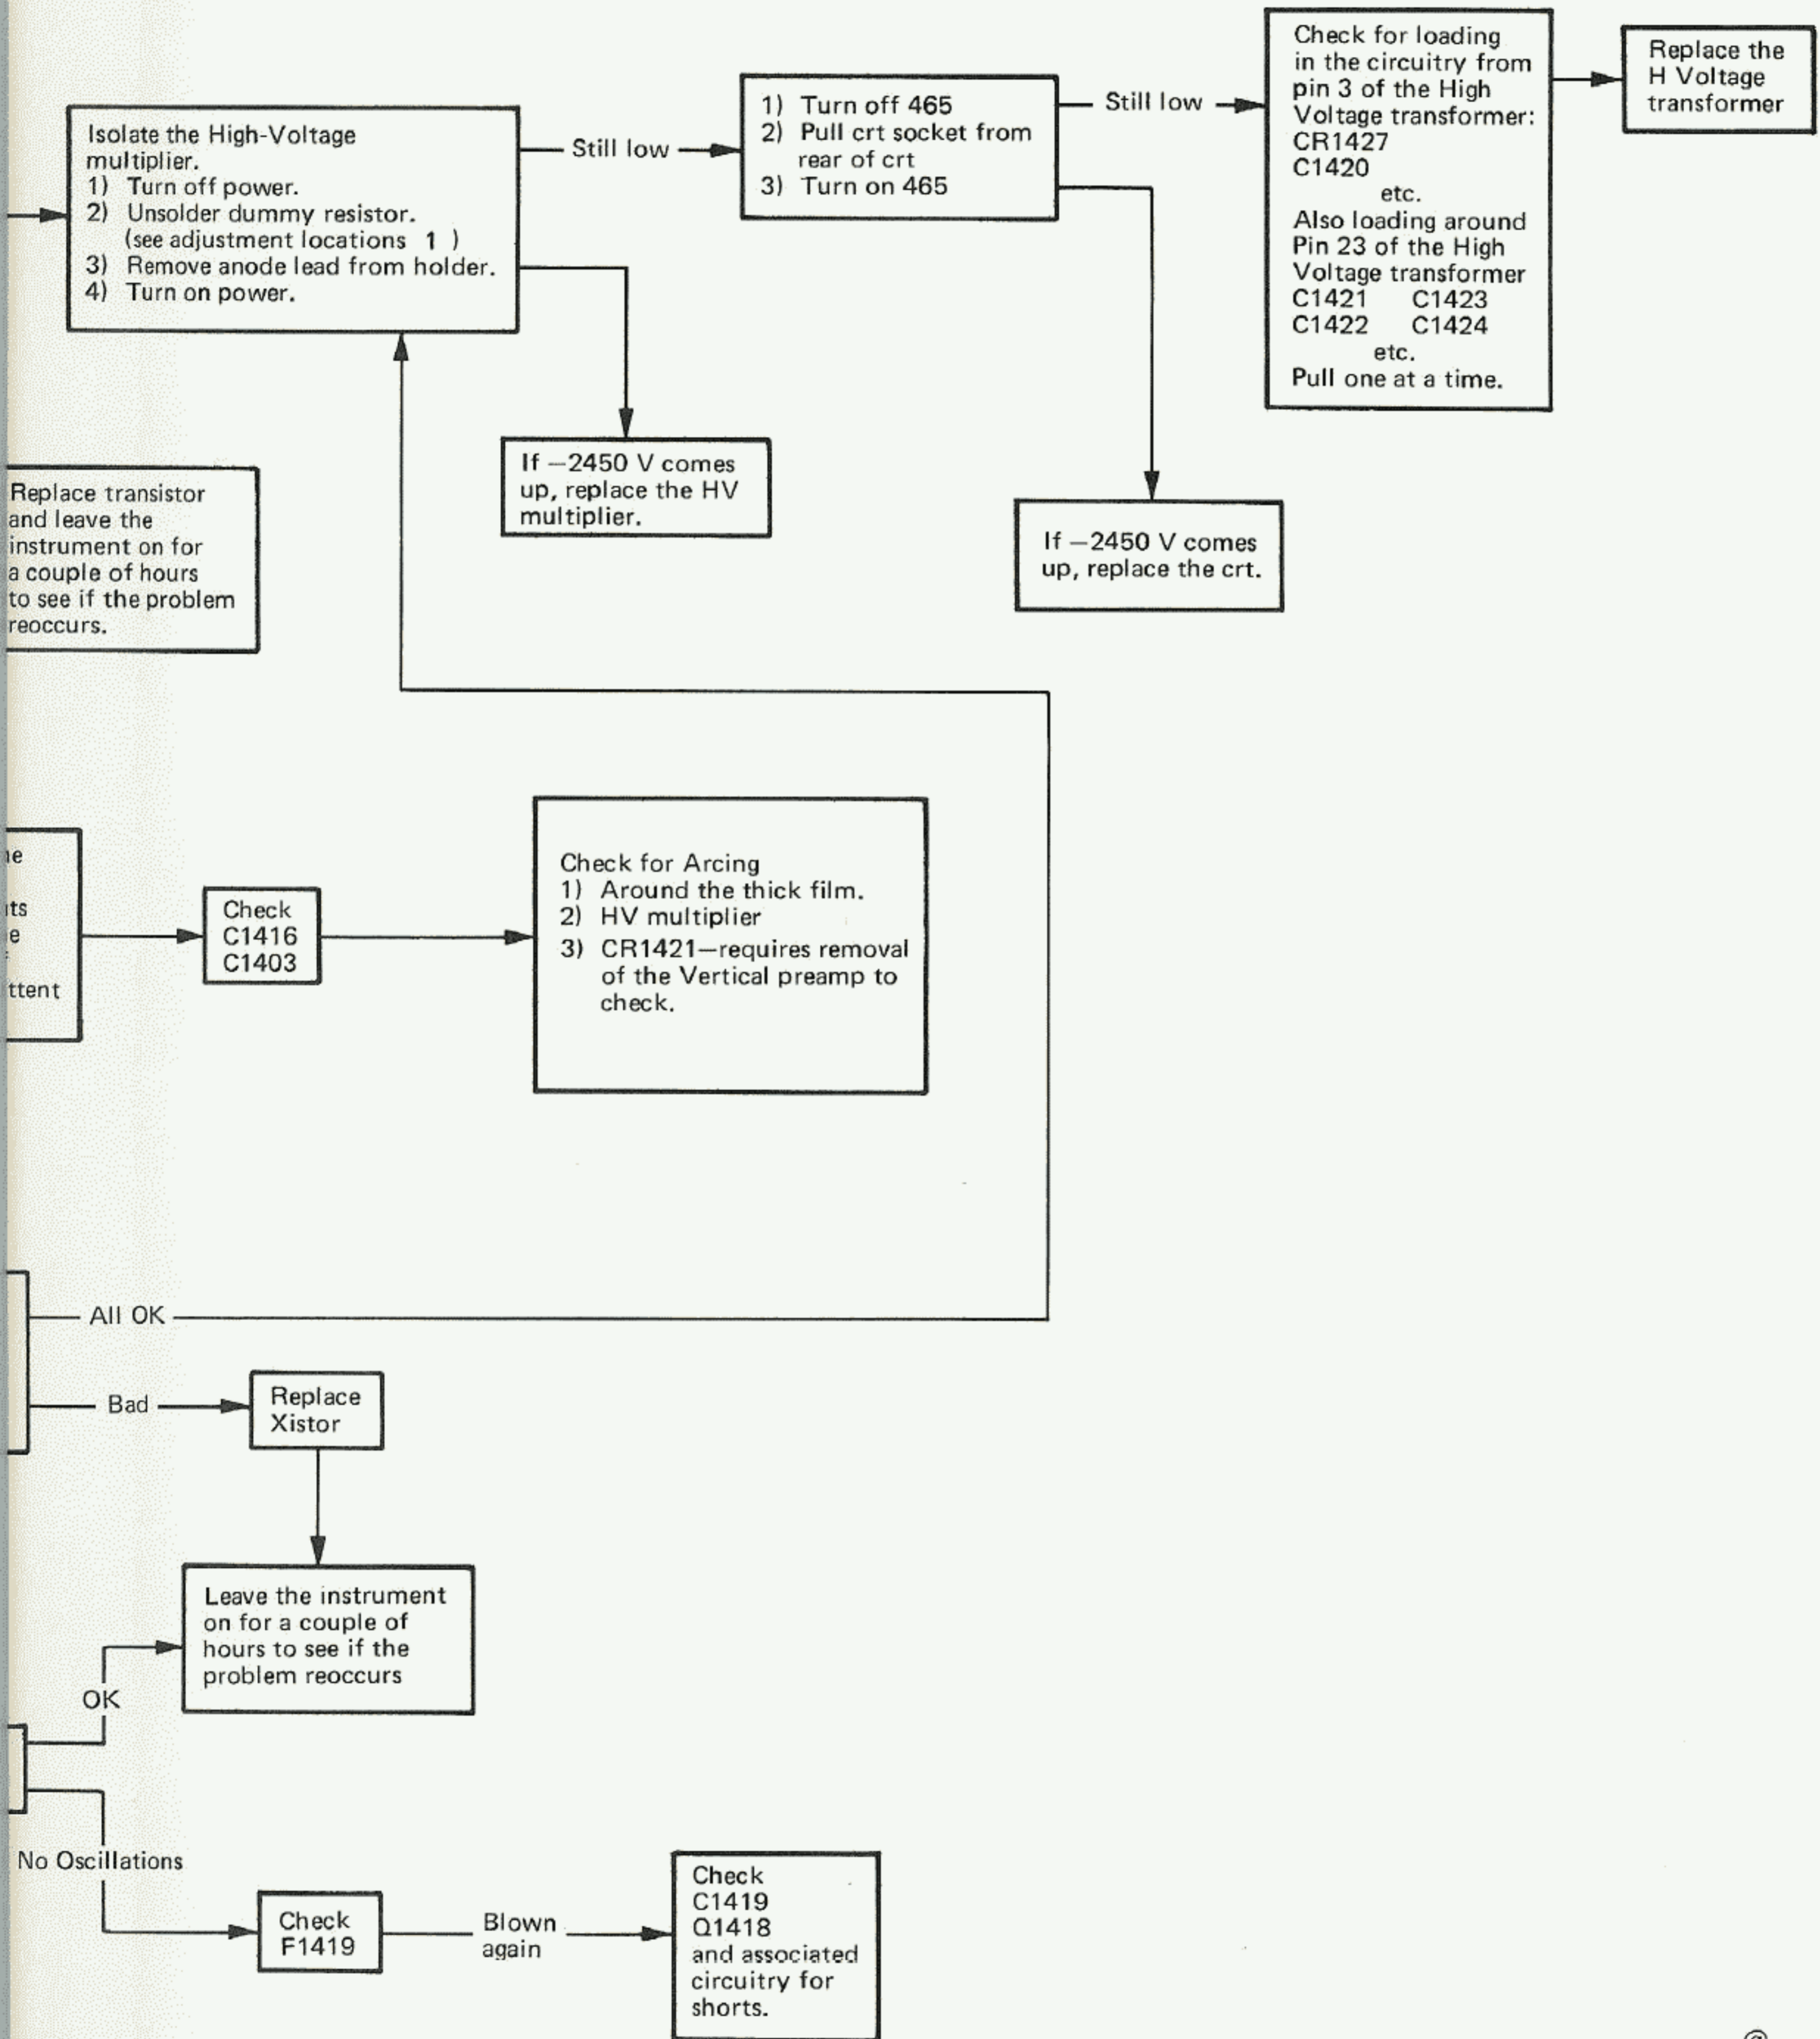 Isolate the High-Voltage
multiplier.
1) Turn off power.
2) Unsolder dummy resistor.
(see adjustment locations 1 )
3) Remove anode lead from holder.
4) Turn on power.
Still low
1) Turn off 465
2) Pull crt socket from
rear of crt
3) Turn on 465
Still low
Check for loading
in the circuitry from
pin 3 of the High
Voltage transformer:
CR1427
C1420
etc.
Also loading around
Pin 23 of the High
Voltage transformer
C1421 C1423
C1422 C1424
etc.
Pull one at a time.
Replace the
H Voltage
transformer
If –2450 V comes
up, replace the HV
multiplier.
If –2450 V comes
up, replace the crt.
Replace transistor
and leave the
instrument on for
a couple of hours
to see if the problem
reoccurs.
ttent
Check
C1416
C1403
Check for Arcing
1) Around the thick film.
2) HV multiplier
3) CR1421—requires removal
of the Vertical preamp to
check.
All OK
Bad
Replace
Xistor
Leave the instrument
on for a couple of
hours to see if the
problem reoccurs
OK
No Oscillations
Check
F1419
Blown
again
Check
C1419
Q1418
and associated
circuitry for
shorts.